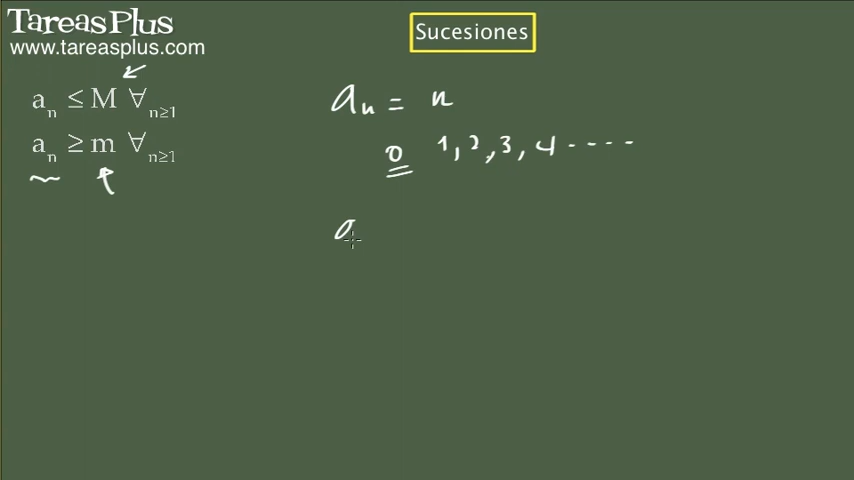 TareasPlus
www.tareasplus.com
Sucesiones
aₙ ≤ M ∀ₙ≥₁
aₙ ≥ m ∀ₙ≥₁
aₙ = n
0 1, 2, 3, 4 - - - -
a